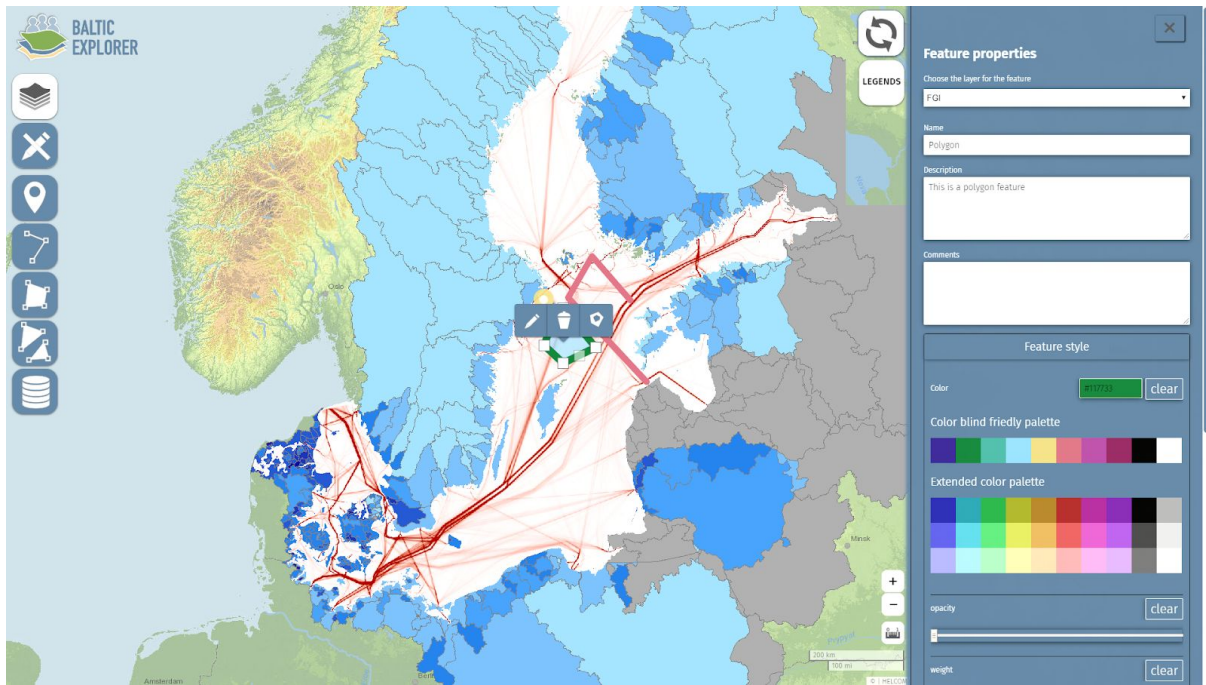 BALTIC
EXPLORER
LEGENDS
Oslo
Minsk
Amsterdam
Prypyat
+
−
200 km
100 mi
© | HELCOM
×
Feature properties
Choose the layer for the feature
FGI
Name
Polygon
Description
This is a polygon feature
Comments
Feature style
Color
#117733
clear
Color blind friedly palette
Extended color palette
opacity
clear
weight
clear